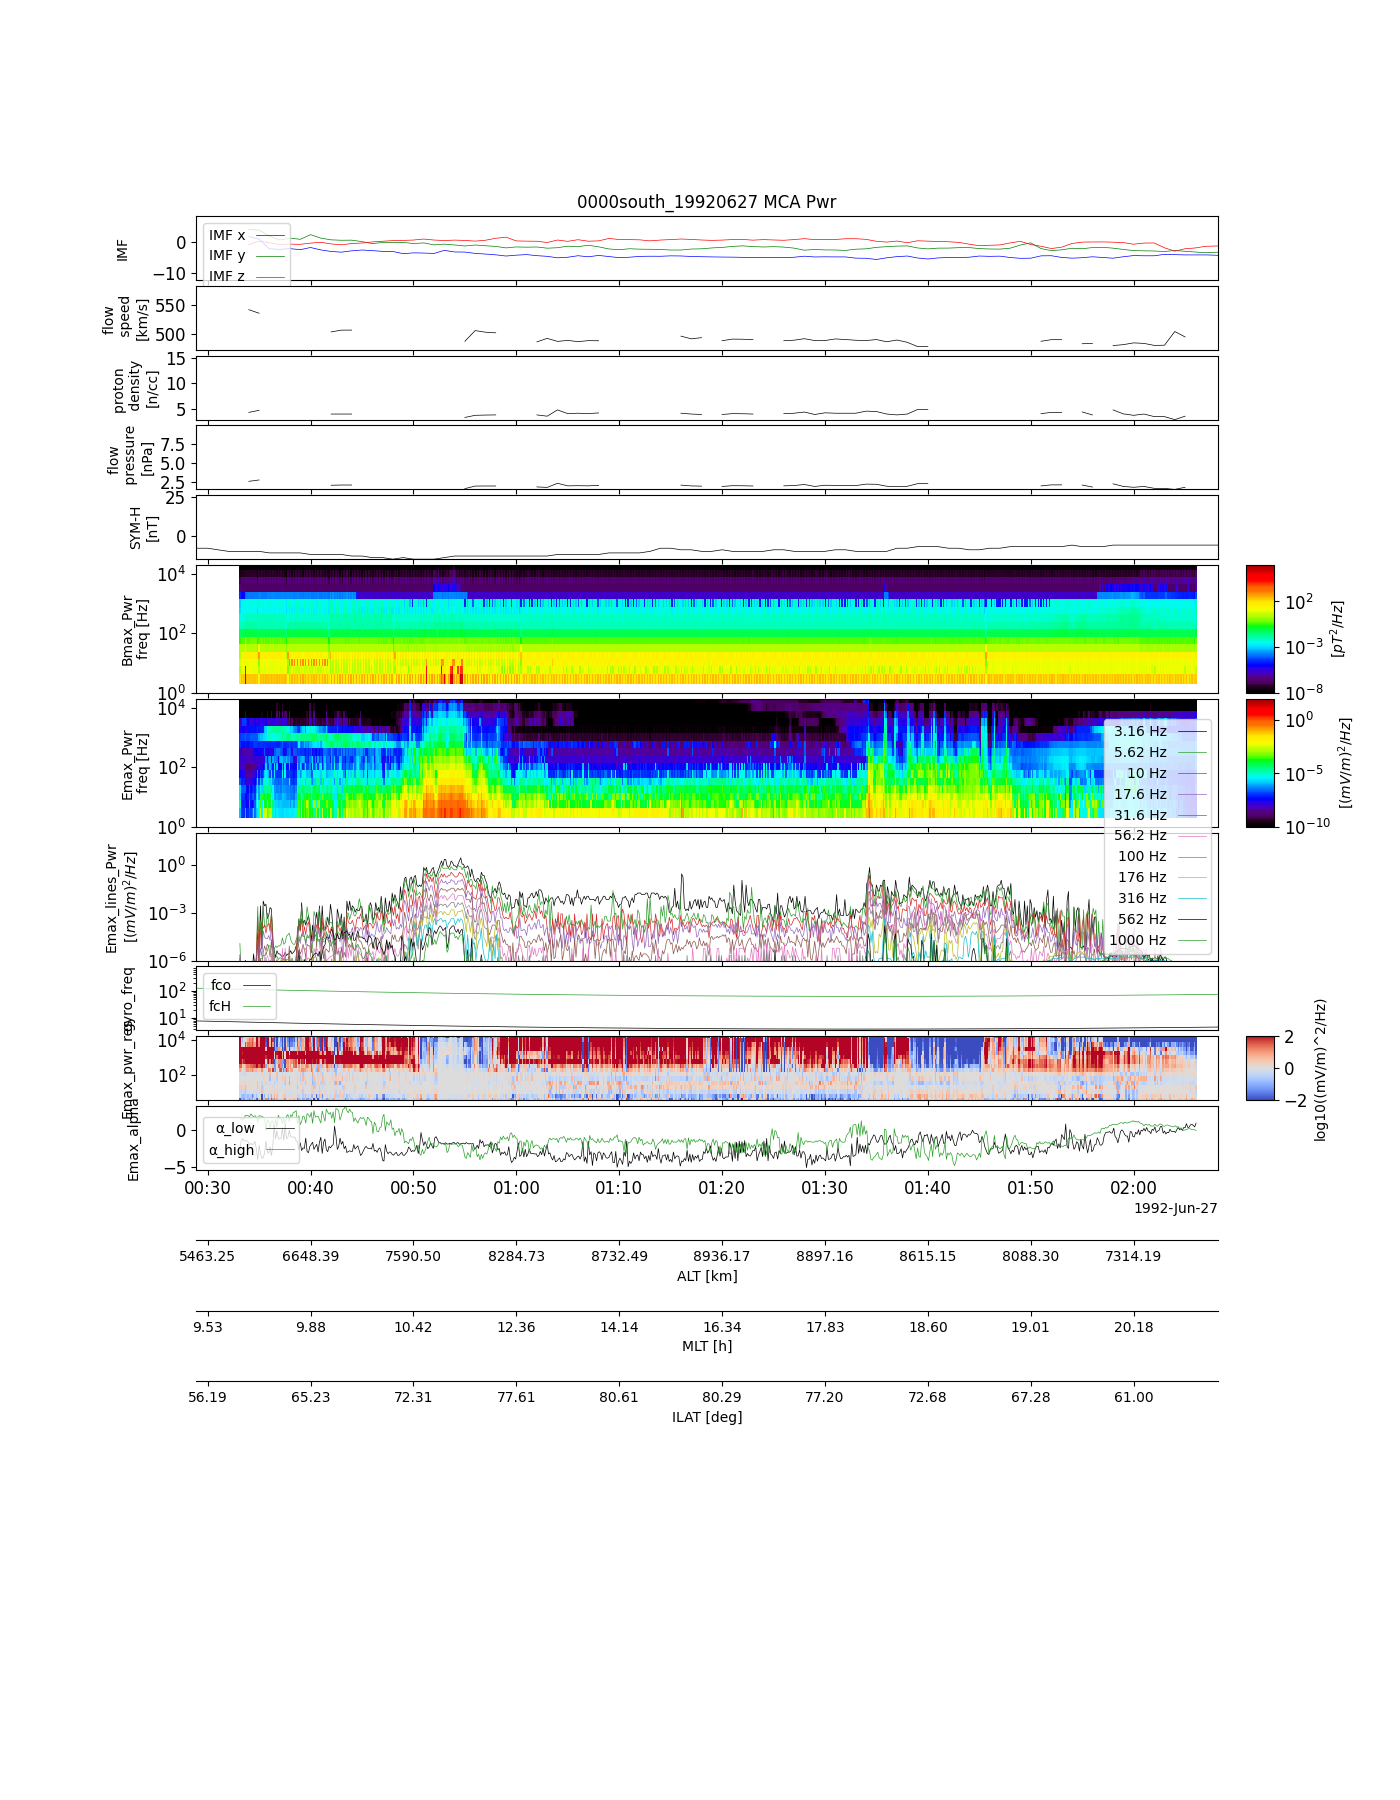 0000south_19920627 MCA Pwr
IMF
0
−10
IMF x
IMF y
IMF z
flow
speed
[km/s]
550
500
proton
density
[n/cc]
15
10
5
flow
pressure
[nPa]
7.5
5.0
2.5
SYM-H
[nT]
25
0
Bmax_Pwr
freq [Hz]
10^4
10^2
10^0
10^2
10^−3
10^−8
[pT^2/Hz]
Emax_Pwr
freq [Hz]
10^4
10^2
10^0
10^0
10^−5
10^−10
[(mV/m)^2/Hz]
3.16 Hz
5.62 Hz
10 Hz
17.6 Hz
31.6 Hz
56.2 Hz
100 Hz
176 Hz
316 Hz
562 Hz
1000 Hz
Emax_lines_Pwr
[(mV/m)^2/Hz]
10^0
10^−3
10^−6
gyro_freq
10^2
10^1
fco
fcH
Emax_pwr_reg
10^4
10^2
2
0
−2
log10((mV/m)^2/Hz)
Emax_alpha
0
−5
α_low
α_high
00:30 00:40 00:50 01:00 01:10 01:20 01:30 01:40 01:50 02:00
1992-Jun-27
5463.25 6648.39 7590.50 8284.73 8732.49 8936.17 8897.16 8615.15 8088.30 7314.19
ALT [km]
9.53 9.88 10.42 12.36 14.14 16.34 17.83 18.60 19.01 20.18
MLT [h]
56.19 65.23 72.31 77.61 80.61 80.29 77.20 72.68 67.28 61.00
ILAT [deg]